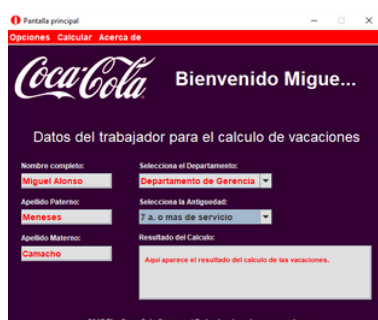 Pantalla principal
Opciones Calcular Acerca de
Coca-Cola
Bienvenido Migue...
Datos del trabajador para el calculo de vacaciones
Nombre completo:
Miguel Alonso
Selecciona el Departamento:
Departamento de Gerencia
Apellido Paterno:
Meneses
Selecciona la Antiguedad:
7 a. o mas de servicio
Apellido Materno:
Camacho
Resultado del Calculo:
Aqui aparece el resultado del calculo de las vacaciones.